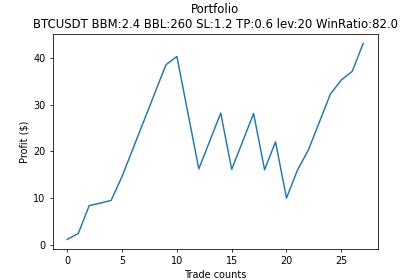 Portfolio
BTCUSDT BBM:2.4 BBL:260 SL:1.2 TP:0.6 lev:20 WinRatio:82.0
Profit ($)
40
30
20
10
0
0 5 10 15 20 25
Trade counts